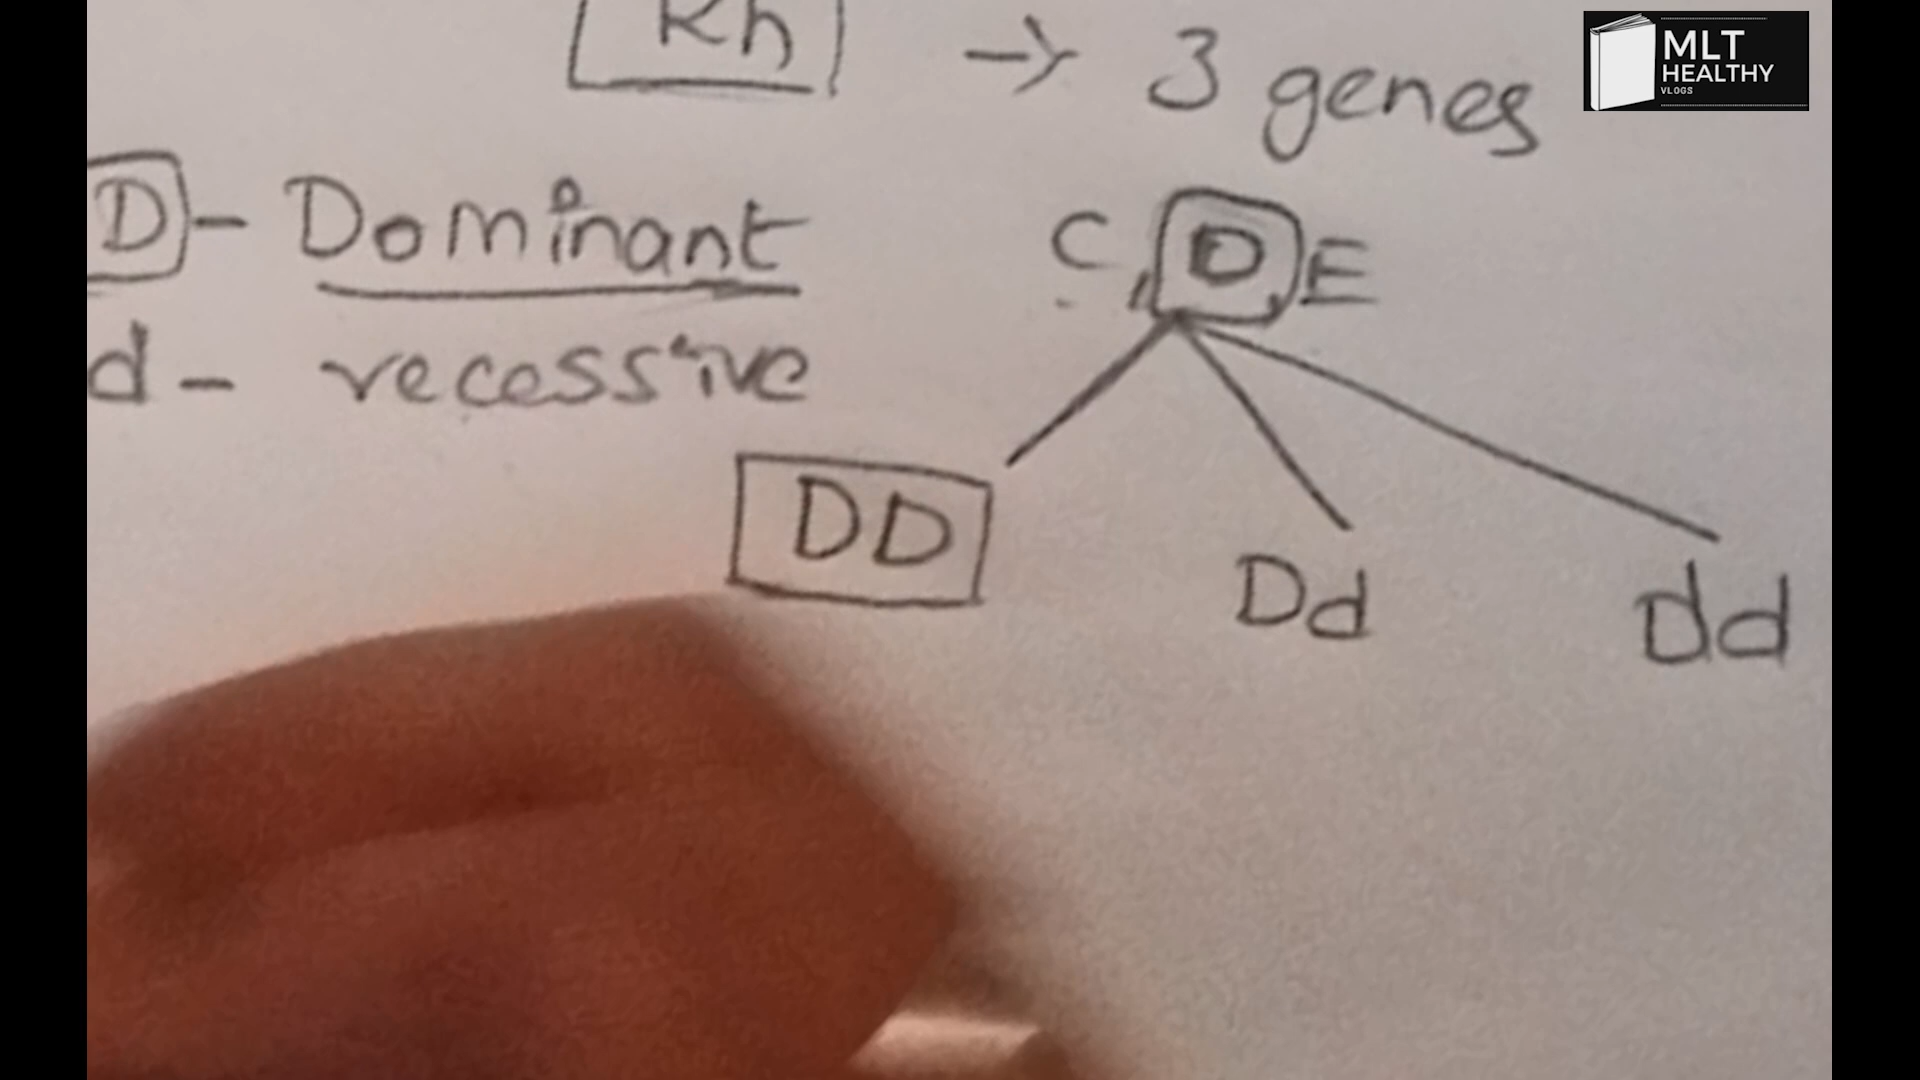 Rh → 3 genes
D - Dominant
C, D, E
d - recessive
DD
Dd
dd
MLT
HEALTHY
VLOGS